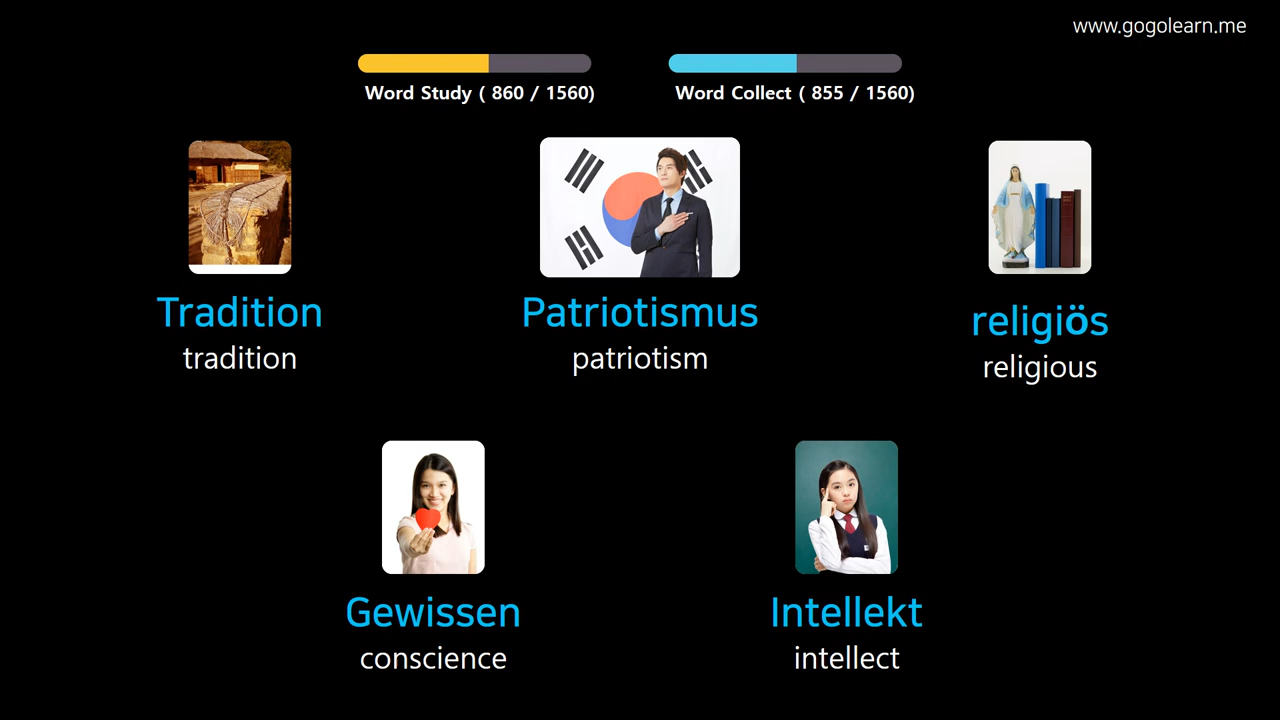 www.gogolearn.me
Word Study ( 860 / 1560)
Word Collect ( 855 / 1560)
Tradition
tradition
Patriotismus
patriotism
religiös
religious
Gewissen
conscience
Intellekt
intellect